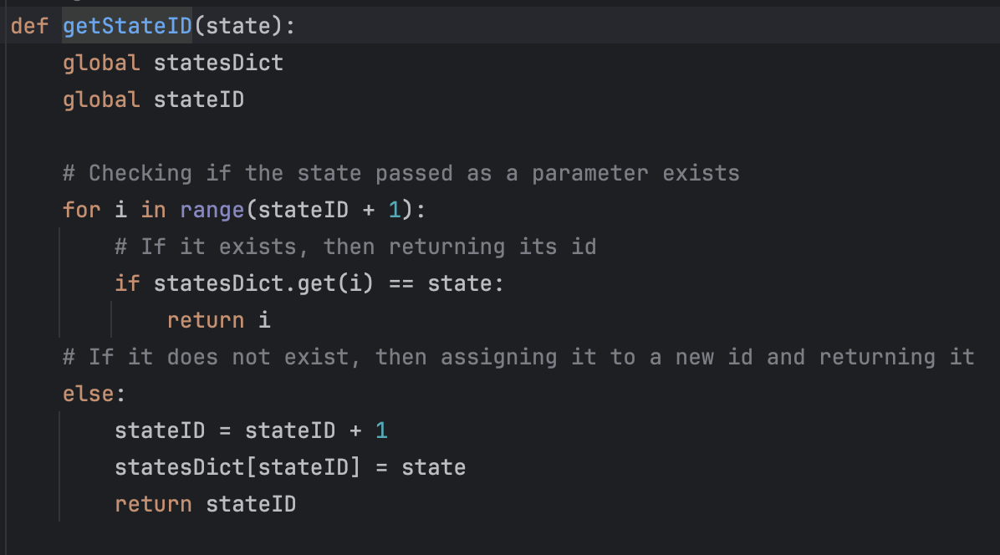 def getStateID(state):
    global statesDict
    global stateID

    # Checking if the state passed as a parameter exists
    for i in range(stateID + 1):
        # If it exists, then returning its id
        if statesDict.get(i) == state:
            return i
    # If it does not exist, then assigning it to a new id and returning it
    else:
        stateID = stateID + 1
        statesDict[stateID] = state
        return stateID